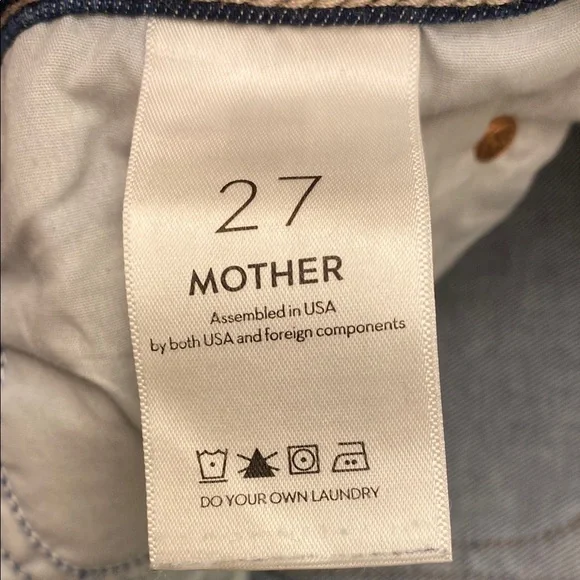 27
MOTHER
Assembled in USA
by both USA and foreign components
DO YOUR OWN LAUNDRY